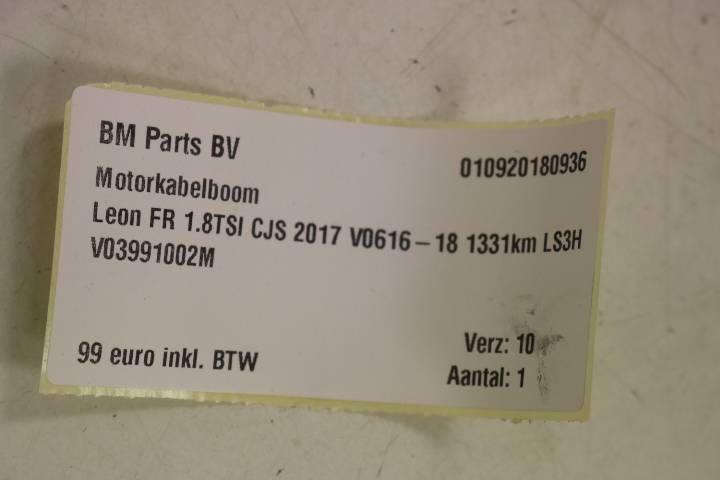 BM Parts BV
010920180936
Motorkabelboom
Leon FR 1.8TSI CJS 2017 V0616-18 1331km LS3H
V03991002M
99 euro inkl. BTW
Verz: 10
Aantal: 1